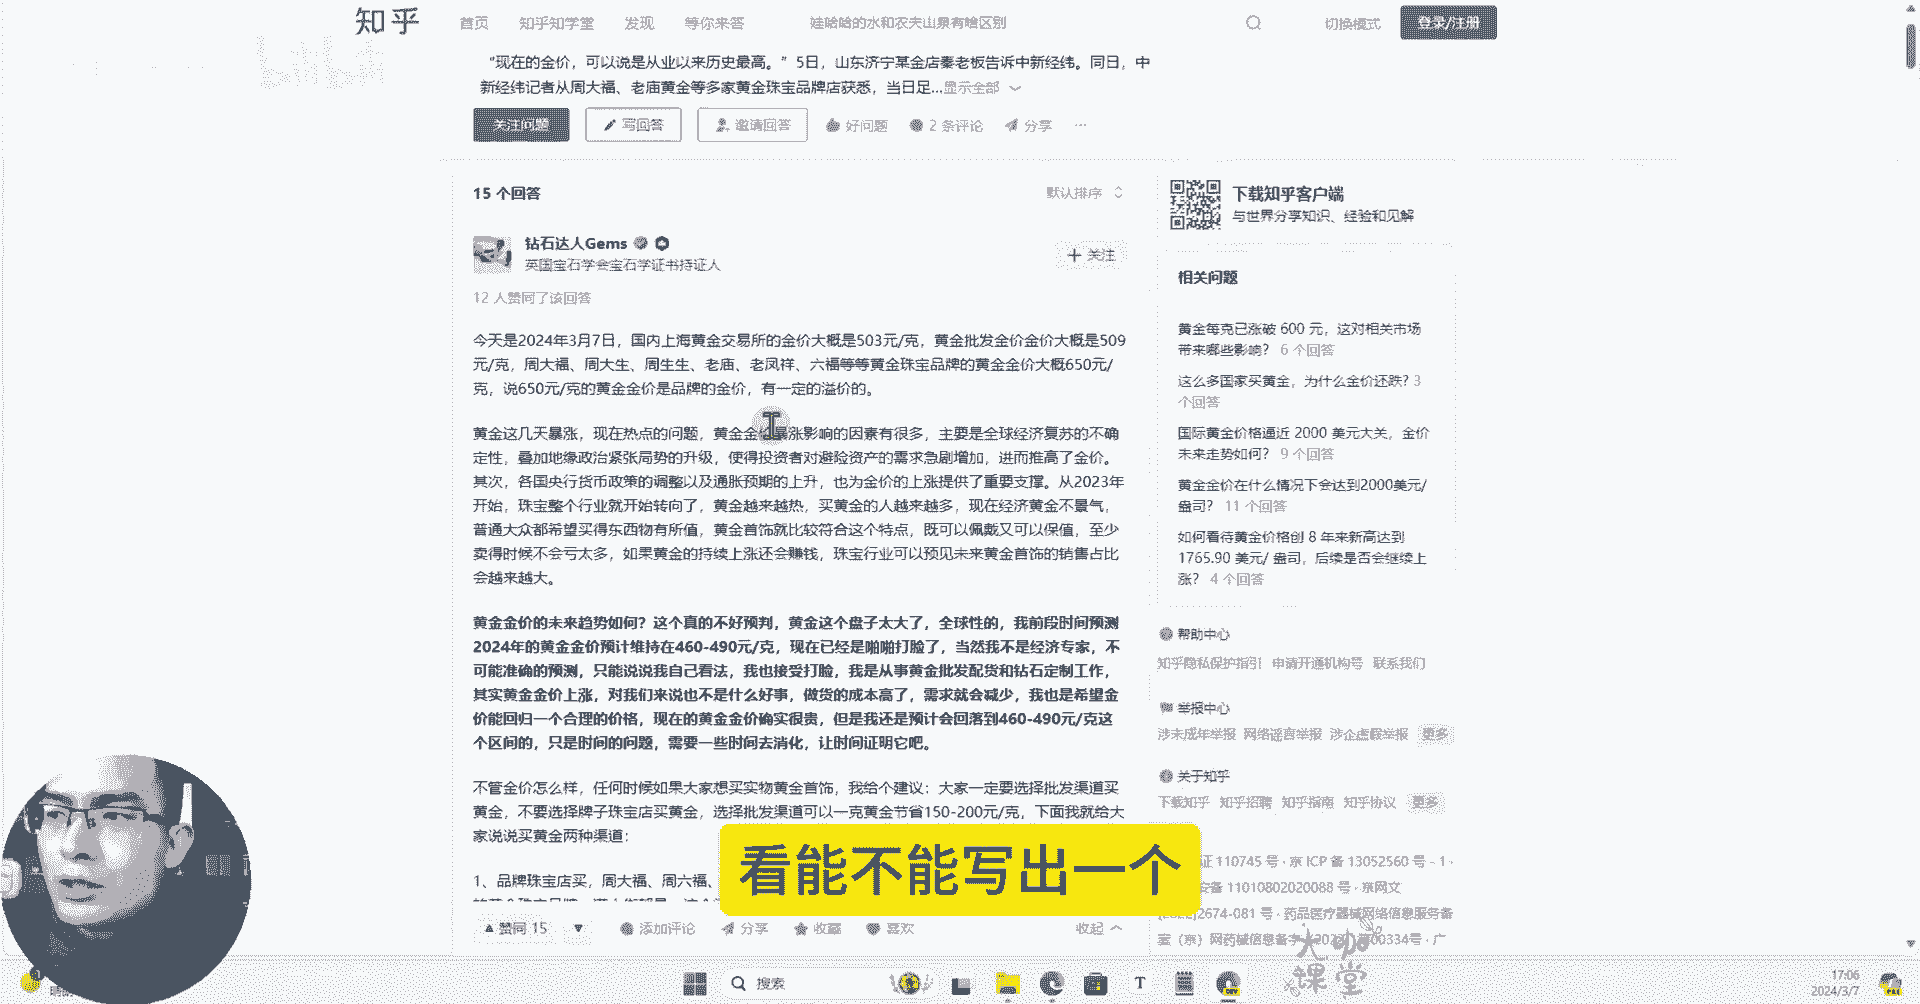 知乎
首页 知乎知学堂 发现 等你来答 娃哈哈的水和农夫山泉有啥区别 切换模式 登录/注册
“现在的金价，可以说是从业以来历史最高。”5日，山东济宁某金店秦老板告诉中新经纬。同日，中
新经纬记者从周大福、老庙黄金等多家黄金珠宝品牌店获悉，当日足...显示全部
关注问题 写回答 邀请回答 好问题 2 条评论 分享 ...
15 个回答 默认排序
钻石达人Gems
英国宝石学会宝石学证书持证人
+ 关注
12 人赞同了该回答
今天是2024年3月7日，国内上海黄金交易所的金价大概是503元/克，黄金批发金价金价大概是509
元/克，周大福、周大生、周生生、老庙、老凤祥、六福等等黄金珠宝品牌的黄金金价大概650元/
克，说650元/克的黄金金价是品牌的金价，有一定的溢价的。
黄金这几天暴涨，现在热点的问题，黄金金价暴涨影响的因素有很多，主要是全球经济复苏的不确
定性，叠加地缘政治紧张局势的升级，使得投资者对避险资产的需求急剧增加，进而推高了金价。
其次，各国央行货币政策的调整以及通胀预期的上升，也为金价的上涨提供了重要支撑。从2023年
开始，珠宝整个行业就开始转向了，黄金越来越热，买黄金的人越来越多，现在经济黄金不景气，
普通大众都希望买得东西物有所值，黄金首饰就比较符合这个特点，既可以佩戴又可以保值，至少
卖得时候不会亏太多，如果黄金的持续上涨还会赚钱，珠宝行业可以预见未来黄金首饰的销售占比
会越来越大。
黄金金价的未来趋势如何？这个真的不好预判，黄金这个盘子太大了，全球性的，我前段时间预测
2024年的黄金金价预计维持在460-490元/克，现在已经是啪啪打脸了，当然我不是经济专家，不
可能准确的预测，只能说说我自己看法，我也接受打脸，我是从事黄金批发配货和钻石定制工作，
其实黄金金价上涨，对我们来说也不是什么好事，做货的成本高了，需求就会减少，我也是希望金
价能回归一个合理的价格，现在的黄金金价确实很贵，但是我还是预计会回落到460-490元/克这
个区间的，只是时间的问题，需要一些时间去消化，让时间证明它吧。
不管金价怎么样，任何时候如果大家想买实物黄金首饰，我给个建议：大家一定要选择批发渠道买
黄金，不要选择牌子珠宝店买黄金，选择批发渠道可以一克黄金节省150-200元/克，下面我就给大
家说说买黄金两种渠道：
1、品牌珠宝店买，周大福、周六福、
赞同 15 添加评论 分享 收藏 喜欢 收起
下载知乎客户端
与世界分享知识、经验和见解
相关问题
黄金每克已涨破 600 元，这对相关市场
带来哪些影响？ 6 个回答
这么多国家买黄金，为什么金价还跌? 3
个回答
国际黄金价格逼近 2000 美元大关，金价
未来走势如何？ 9 个回答
黄金金价在什么情况下会达到2000美元/
盎司？ 11 个回答
如何看待黄金价格创 8 年来新高达到
1765.90 美元/ 盎司，后续是否会继续上
涨？ 4 个回答
帮助中心
知乎隐私保护指引 申请开通机构号 联系我们
举报中心
涉未成年举报 网络谣言举报 涉企虚假举报 更多
关于知乎
下载知乎 知乎招聘 知乎指南 知乎协议 更多
证 110745 号 · 京 ICP 备 13052560 号 - 1 ·
安备 11010802020088 号 · 京网文
2674-081 号 · 药品医疗器械网络信息服务备
案（京）网药械信息备字 00334号 · 广
看能不能写出一个
大咖课堂
搜索
17:06
2024/3/7
bilibili